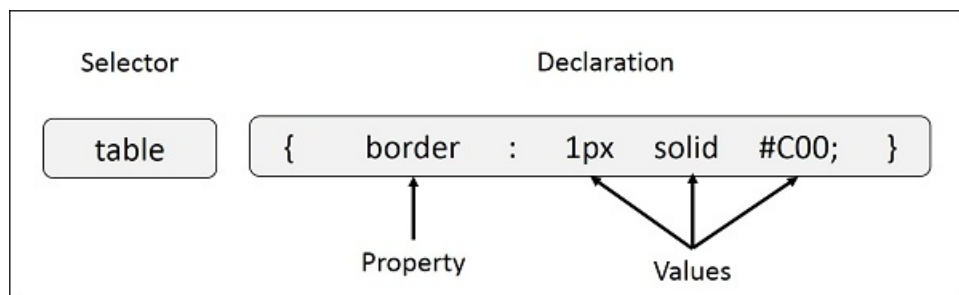 Selector Declaration
table { border : 1px solid #C00; }
Property Values